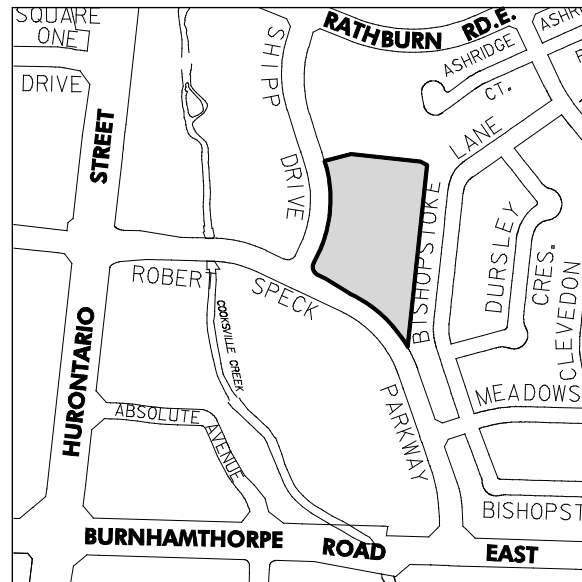 SQUARE
ONE
DRIVE
SHIPP
DRIVE
RATHBURN RD.E.
ASHRIDGE
CT.
LANE
STREET
BISHOPSTOKE
DURSLEY
CRES.
CLEVEDON
ROBER SPECK
PARKWAY
COOKSVILLE CREEK
HURONTARIO
ABSOLUTE
AVENUE
MEADOWS
BISHOPST
BURNHAMTHORPE ROAD EAST